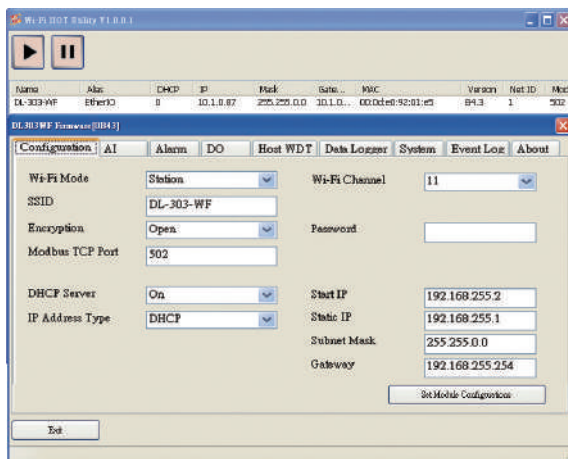 Wi-Fi IIOT Utility V1.0.0.1
Name Alias DHCP IP Mask Gate... MAC Version Net ID Mod
DL-303-WF EtherIO 0 10.1.0.87 255.255.0.0 10.1.0... 00:0d:e0:92:01:e5 B4.3 1 502
DL303WF Firmware[0B43]
Configuration AI Alarm DO Host WDT Data Logger System Event Log About
Wi-Fi Mode Station Wi-Fi Channel 11
SSID DL-303-WF
Encryption Open Password
Modbus TCP Port 502
DHCP Server On Start IP 192.168.255.2
IP Address Type DHCP Static IP 192.168.255.1
Subnet Mask 255.255.0.0
Gateway 192.168.255.254
Set Module Configurations
Exit